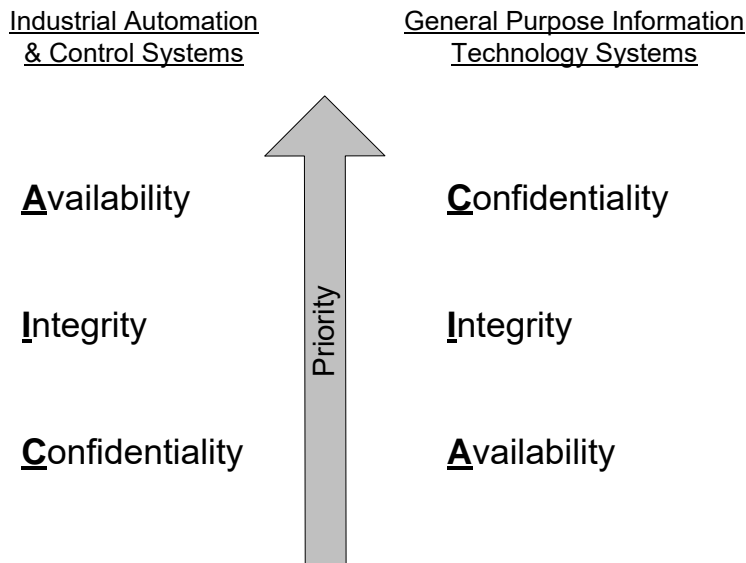 Industrial Automation
& Control Systems
General Purpose Information
Technology Systems
Availability
Confidentiality
Priority
Integrity
Integrity
Confidentiality
Availability